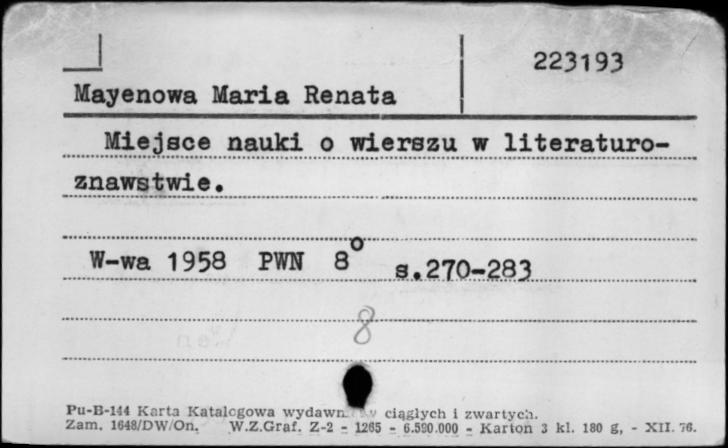 223193
Mayenowa Maria Renata
Miejsce nauki o wierszu w literaturo-
znawstwie.
W-wa 1958 PWN 8° s.270-283
8
Pu-B-144 Karta Katalogowa ciągłych i zwartych.
Zam. 1648/DW/On. W.Z.Graf. Z-2 - 1265 - 6.590.000 - Karton 3 kl. 180 g, - XII. 76.